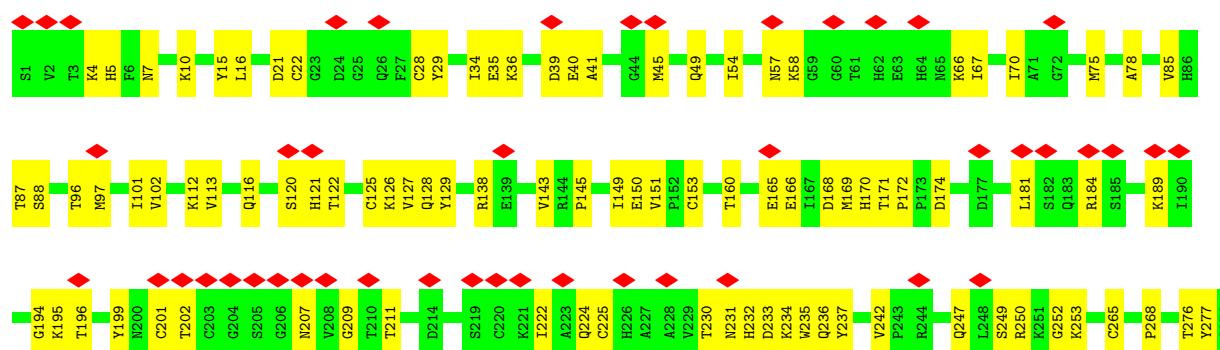 S1 V2 T3 K4 H5 F6 N7 K10 Y15 L16 D21 C22 G23 D24 G25 Q26 F27 C28 Y29 I34 E35 K36 D39 E40 A41 G44 M45 Q49 I54 N57 K58 G59 G60 T61 H62 E63 H64 N65 K66 I67 I70 A71 G72 M75 A78 V85 H86
T87 S88 T96 M97 I101 V102 K112 V113 Q116 S120 H121 T122 C125 K126 V127 Q128 Y129 R138 E139 V143 R144 P145 I149 E150 V151 P152 C153 T160 E165 E166 I167 D168 M169 H170 T171 P172 P173 D174 D177 L181 S182 Q183 R184 S185 K189 I190
G194 K195 T196 Y199 N200 C201 T202 C203 G204 S205 G206 N207 V208 G209 T210 T211 D214 S219 C220 K221 I222 A223 Q224 C225 H226 A227 A228 V229 T230 N231 H232 D233 K234 W235 Q236 Y237 V242 P243 R244 Q247 L248 S249 R250 K251 G252 K253 C265 P268 T276 Y277